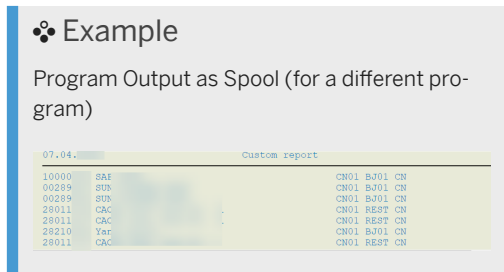 Example
Program Output as Spool (for a different pro-
gram)
07.04. Custom report
10000 CN01 BJ01 CN
00289 SUN CN01 BJ01 CN
00289 SUN CN01 BJ01 CN
28011 CAC CN01 REST CN
28011 CAC CN01 REST CN
28210 Yan CN01 BJ01 CN
28011 CAC CN01 REST CN